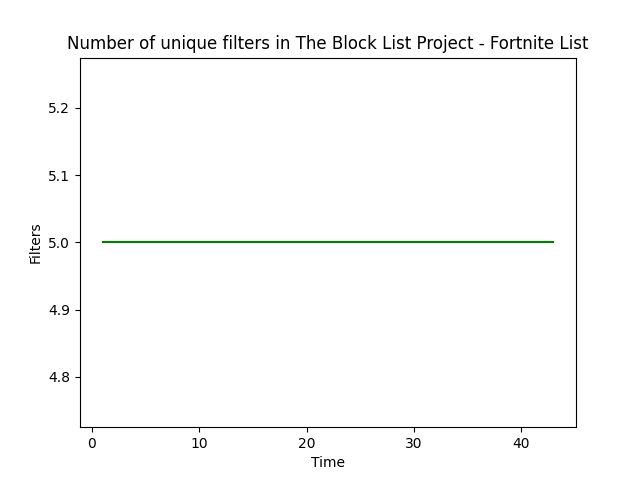 Number of unique filters in The Block List Project - Fortnite List
5.2
5.1
5.0
4.9
4.8
Filters
0 10 20 30 40
Time